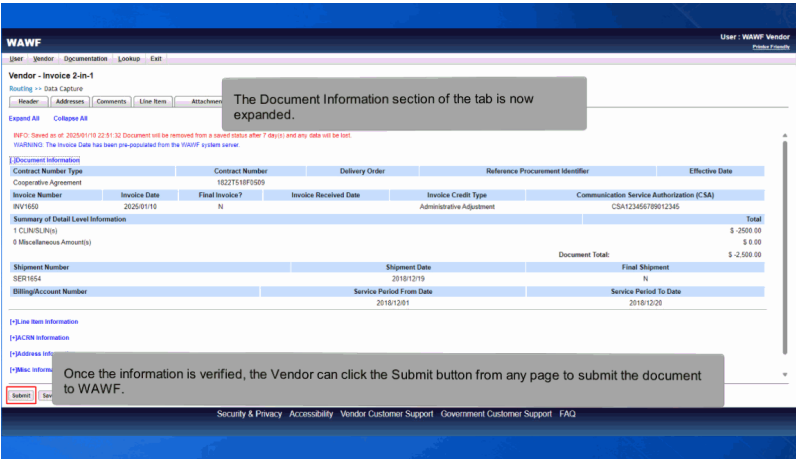 User : WAWF Vendor
WAWF
Printer Friendly
User Vendor Documentation Lookup Exit
Vendor - Invoice 2-in-1
Routing >> Data Capture
Header Addresses Comments Line Item
The Document Information section of the tab is now
expanded.
Expand All Collapse All
INFO: Saved as of: 2025/01/10 22:51:32 Document will be removed from a saved status after 7 day(s) and any data will be lost.
WARNING: The Invoice Date has been pre-populated from the WAWF system server.
[-]Document Information
Contract Number Type Contract Number Delivery Order Reference Procurement Identifier Effective Date
Cooperative Agreement 1822T518F0509
Invoice Number Invoice Date Final Invoice? Invoice Received Date Invoice Credit Type Communication Service Authorization (CSA)
INV1650 2025/01/10 N Administrative Adjustment CSA123456789012345
Summary of Detail Level Information Total
1 CLIN/SLIN(s) $ -2500.00
0 Miscellaneous Amount(s) $ 0.00
Document Total: $ -2,500.00
Shipment Number Shipment Date Final Shipment
SER1654 2018/12/19 N
Billing/Account Number Service Period From Date Service Period To Date
2018/12/01 2018/12/20
[+]Line Item Information
[+]ACRN Information
[+]Address
[+]Misc
Once the information is verified, the Vendor can click the Submit button from any page to submit the document
to WAWF.
Submit
Security & Privacy Accessibility Vendor Customer Support Government Customer Support FAQ